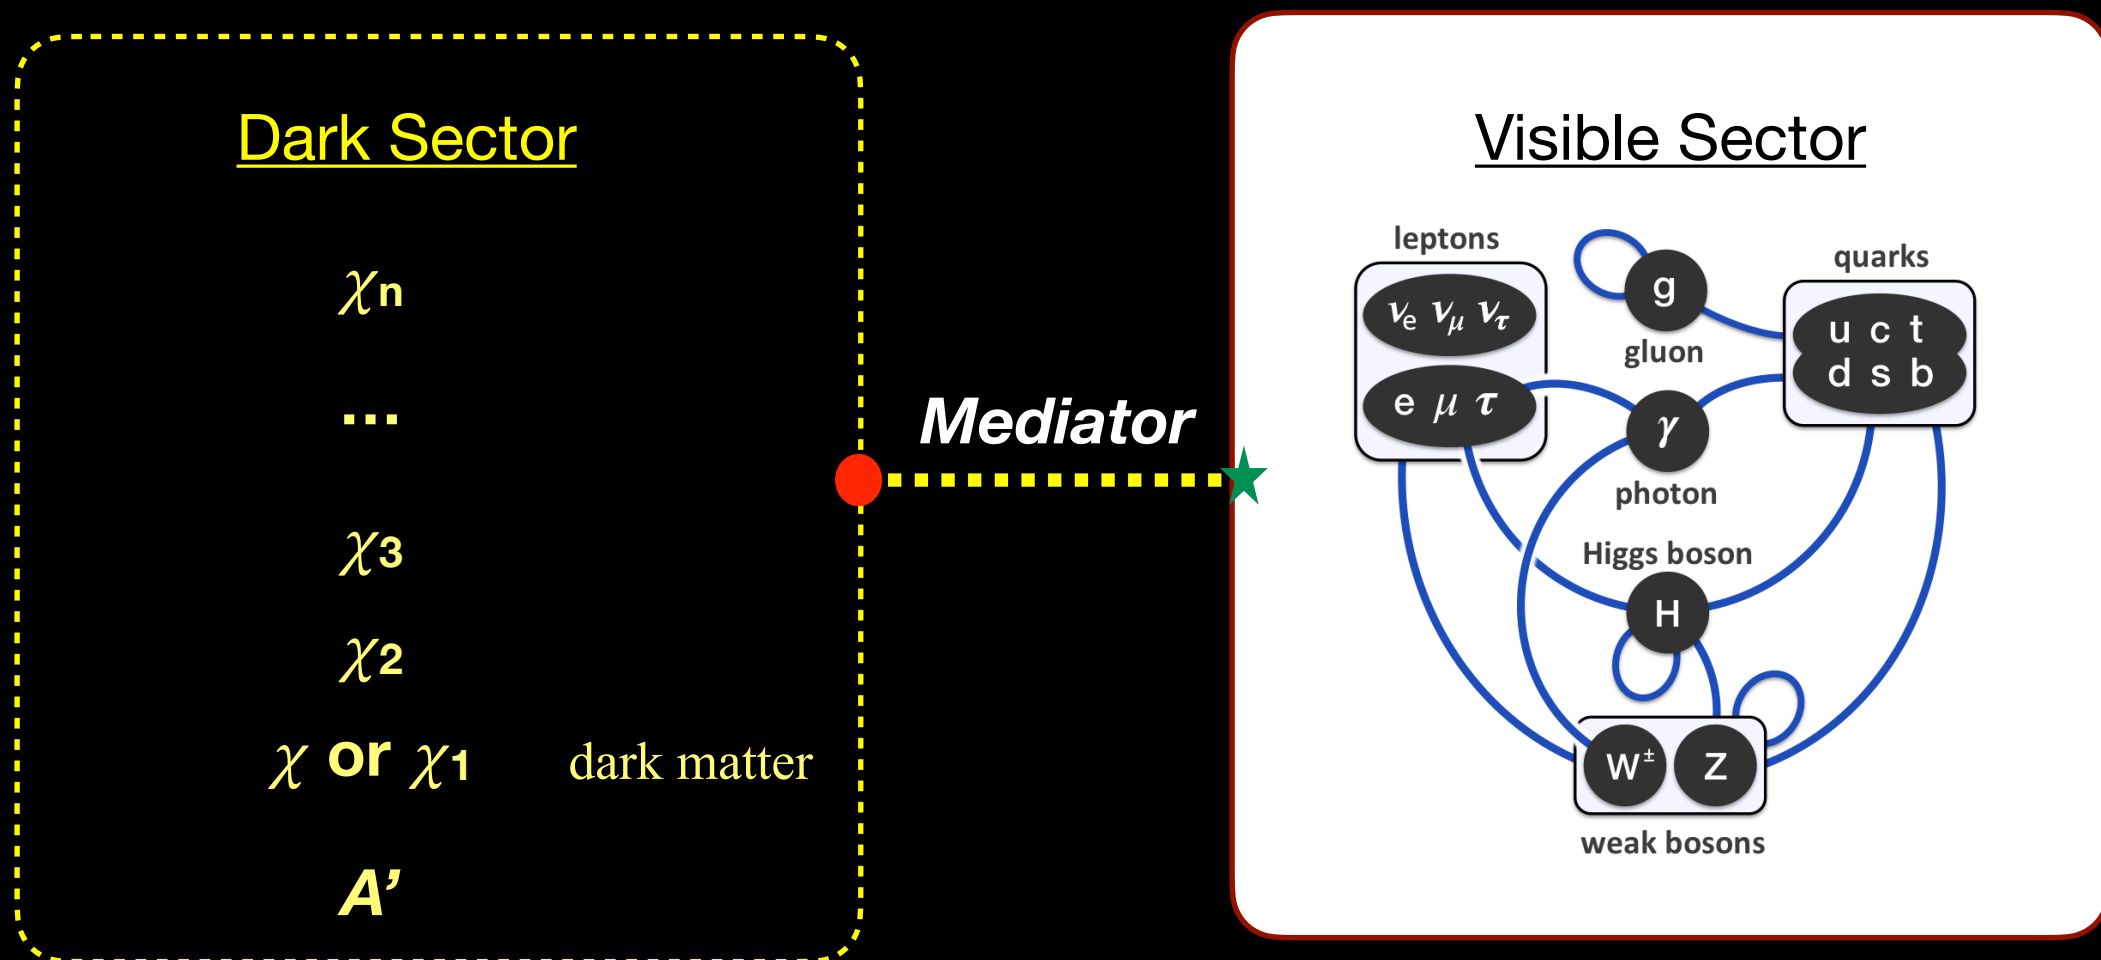 Dark Sector
χn
...
χ3
χ2
χ or χ1 dark matter
A’
Mediator
Visible Sector
leptons
νe νμ ντ
e μ τ
g
gluon
quarks
u c t
d s b
γ
photon
Higgs boson
H
W± Z
weak bosons